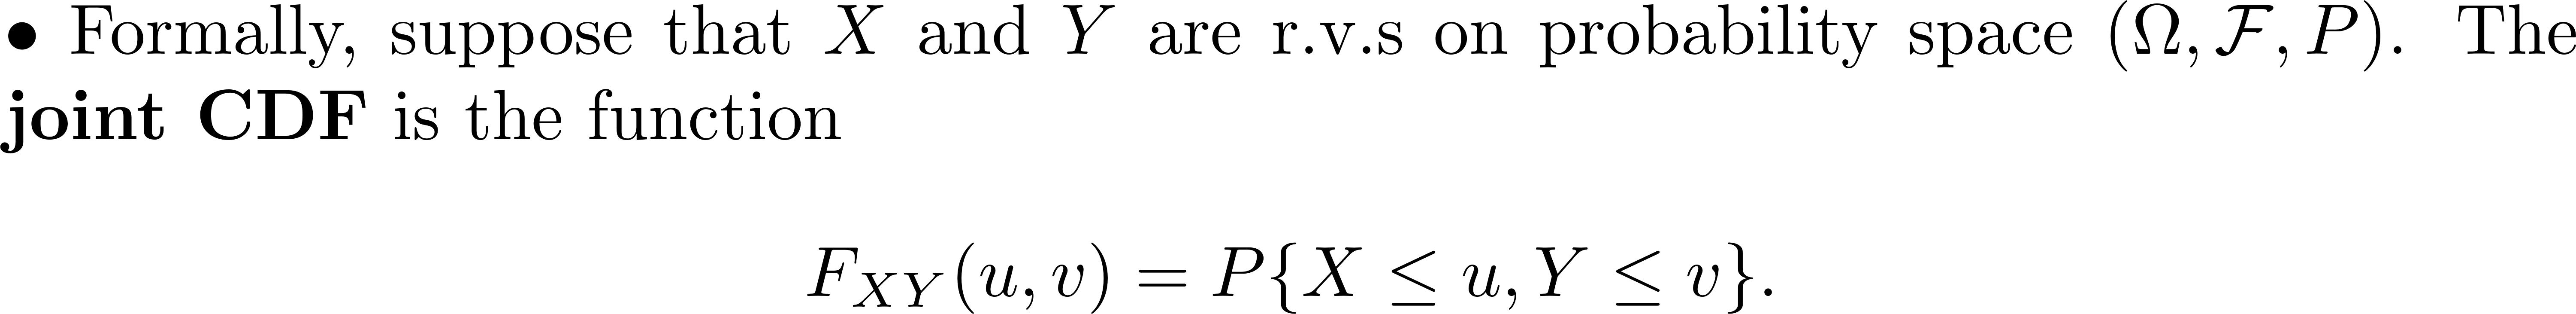 • Formally, suppose that X and Y are r.v.s on probability space (Ω, ℱ, P). The
joint CDF is the function
F_{XY}(u, v) = P{X ≤ u, Y ≤ v}.